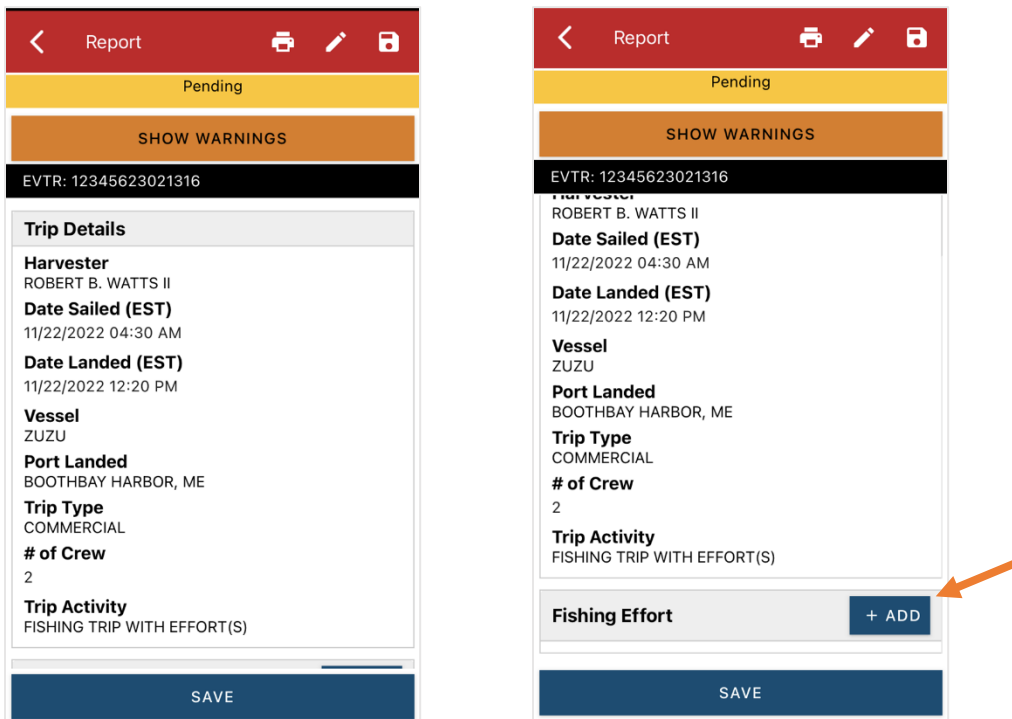 Report
Pending
SHOW WARNINGS
EVTR: 12345623021316
Trip Details
Harvester
ROBERT B. WATTS II
Date Sailed (EST)
11/22/2022 04:30 AM
Date Landed (EST)
11/22/2022 12:20 PM
Vessel
ZUZU
Port Landed
BOOTHBAY HARBOR, ME
Trip Type
COMMERCIAL
# of Crew
2
Trip Activity
FISHING TRIP WITH EFFORT(S)
SAVE
Report
Pending
SHOW WARNINGS
EVTR: 12345623021316
Harvester
ROBERT B. WATTS II
Date Sailed (EST)
11/22/2022 04:30 AM
Date Landed (EST)
11/22/2022 12:20 PM
Vessel
ZUZU
Port Landed
BOOTHBAY HARBOR, ME
Trip Type
COMMERCIAL
# of Crew
2
Trip Activity
FISHING TRIP WITH EFFORT(S)
Fishing Effort + ADD
SAVE